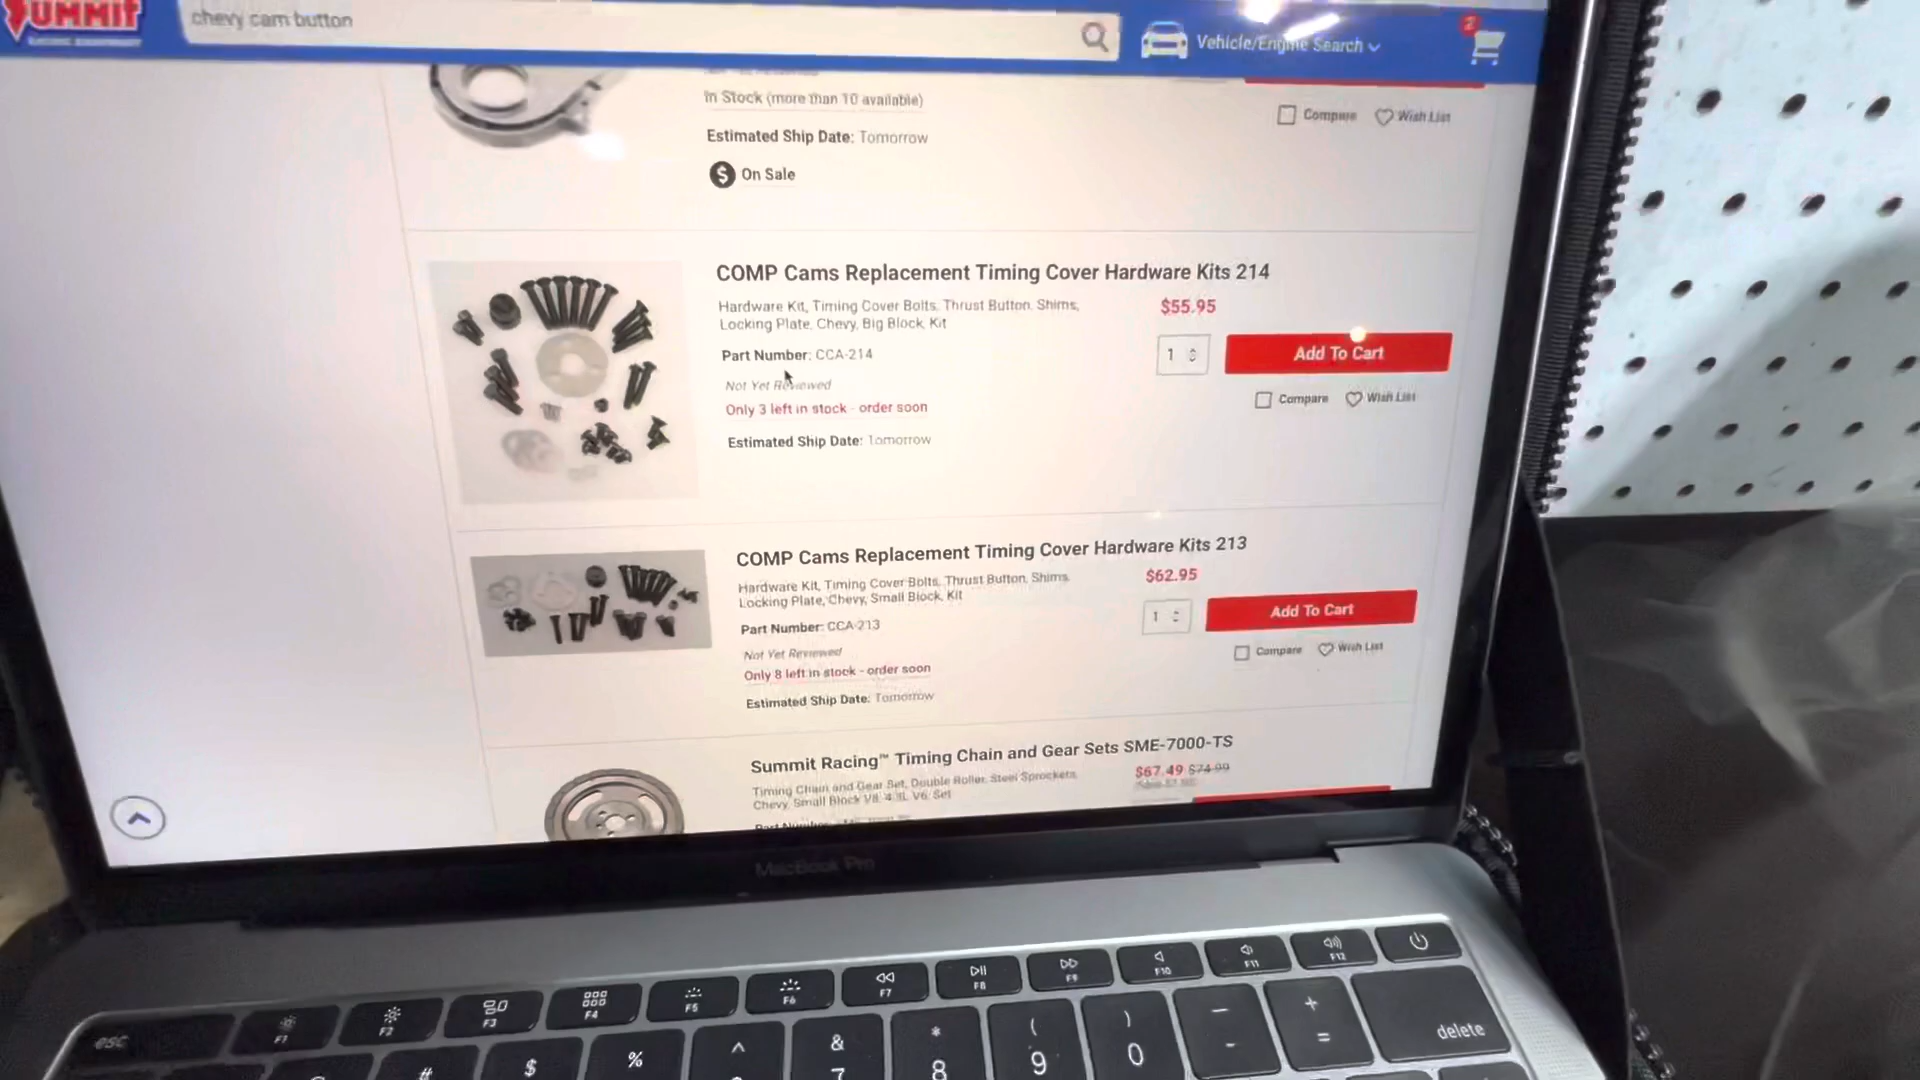 SUMMIT
chevy cam button
Vehicle/Engine Search
2
In Stock (more than 10 available)
Compare
Wish List
Estimated Ship Date: Tomorrow
$ On Sale
COMP Cams Replacement Timing Cover Hardware Kits 214
Hardware Kit, Timing Cover Bolts, Thrust Button, Shims,
Locking Plate, Chevy, Big Block, Kit
$55.95
Part Number: CCA-214
1
Add To Cart
Not Yet Reviewed
Only 3 left in stock - order soon
Compare
Wish List
Estimated Ship Date: Tomorrow
COMP Cams Replacement Timing Cover Hardware Kits 213
Hardware Kit, Timing Cover Bolts, Thrust Button, Shims,
Locking Plate, Chevy, Small Block, Kit
$62.95
Part Number: CCA-213
1
Add To Cart
Not Yet Reviewed
Only 8 left in stock - order soon
Compare
Wish List
Estimated Ship Date: Tomorrow
Summit Racing™ Timing Chain and Gear Sets SME-7000-TS
Timing Chain and Gear Set, Double Roller, Steel Sprockets,
Chevy, Small Block V8, 4.3L V6, Set
$67.49 $74.99
Part Number:
MacBook Pro
esc F1 F2 F3 F4 F5 F6 F7 F8 F9 F10 F11 F12
# $ % ^ & * ( ) — +
7 8 9 0 - = delete